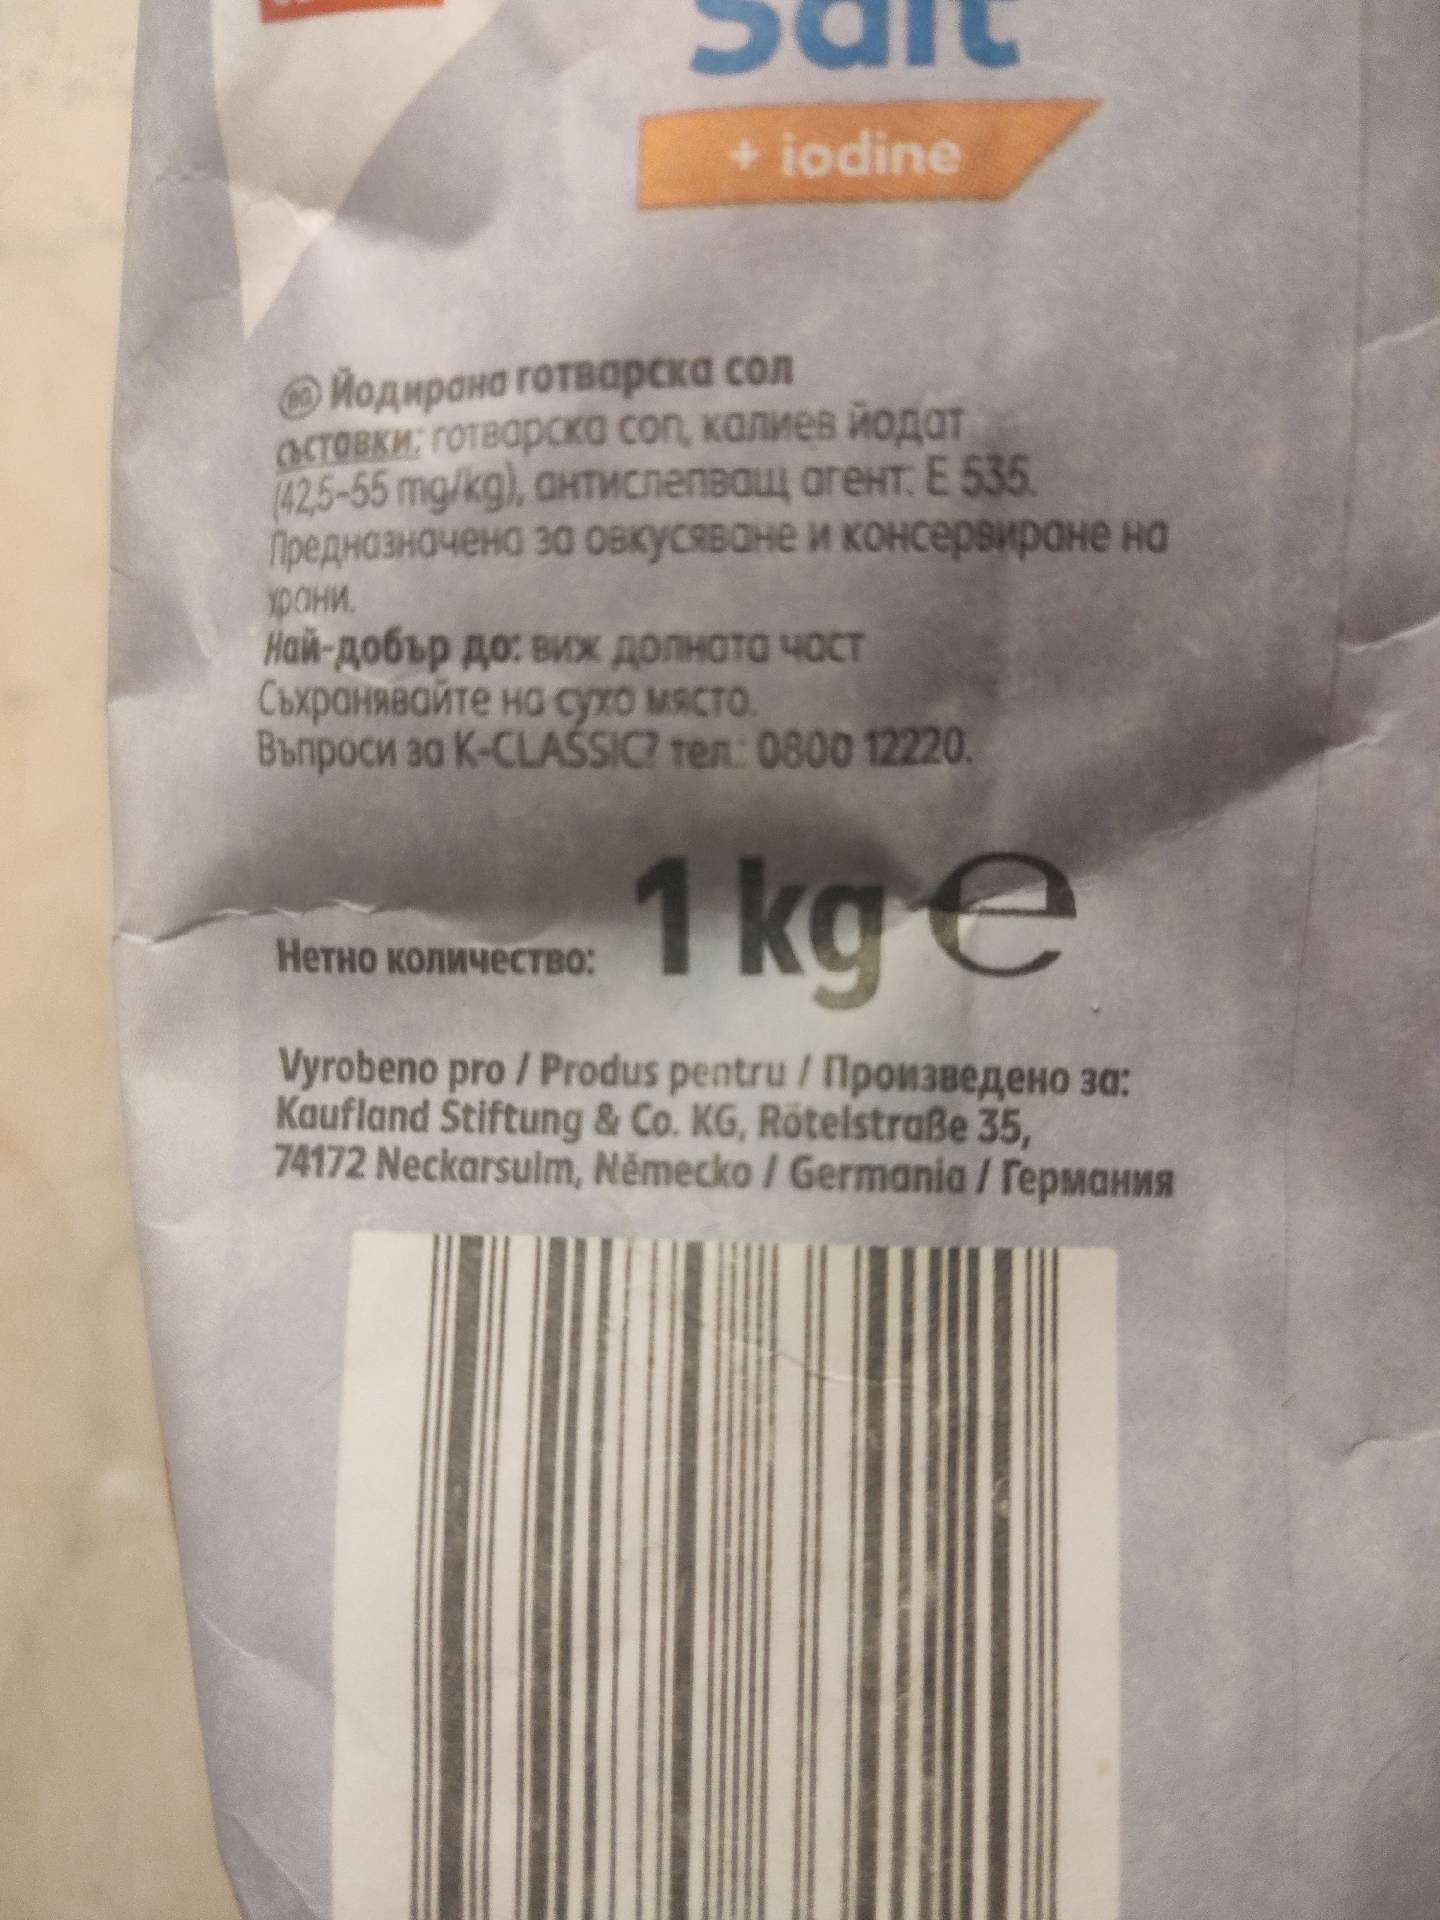 Salt
+ iodine
BG Йодирана готварска сол
съставки: готварска сол, калиев йодат
(42,5-55 mg/kg), антислепващ агент: E 535.
Предназначена за овкусяване и консервиране на
храни.
Най-добър до: виж долната част
Съхранявайте на сухо място.
Въпроси за K-CLASSIC? тел.: 0800 12220.
Нетно количество: 1 kg e
Vyrobeno pro / Produs pentru / Произведено за:
Kaufland Stiftung & Co. KG, Rötelstraße 35,
74172 Neckarsulm, Německo / Germania / Германия